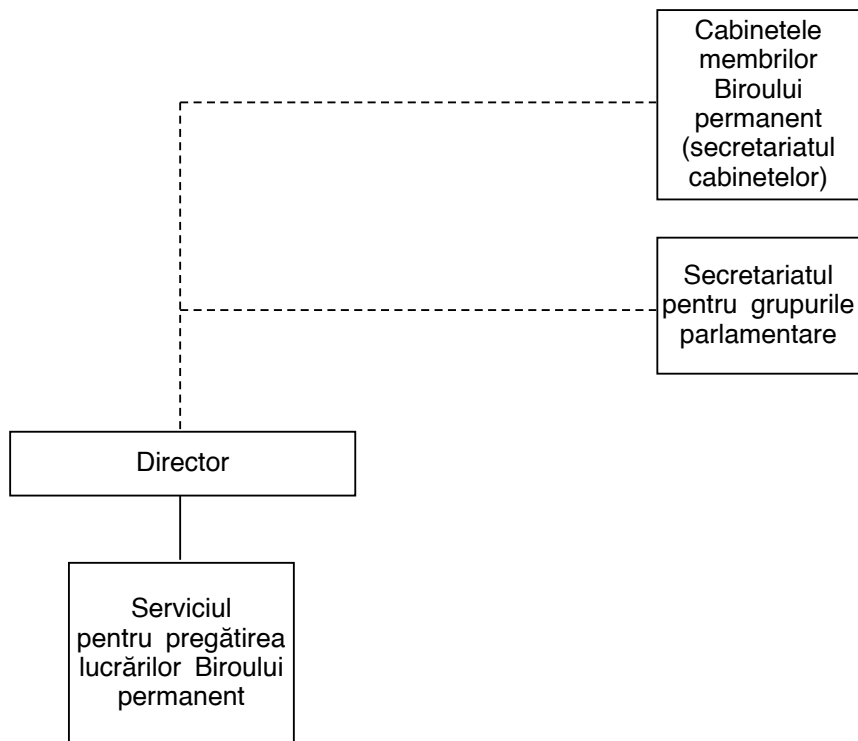 Cabinetele
membrilor
Biroului
permanent
(secretariatul
cabinetelor)
Secretariatul
pentru grupurile
parlamentare
Director
Serviciul
pentru pregătirea
lucrărilor Biroului
permanent